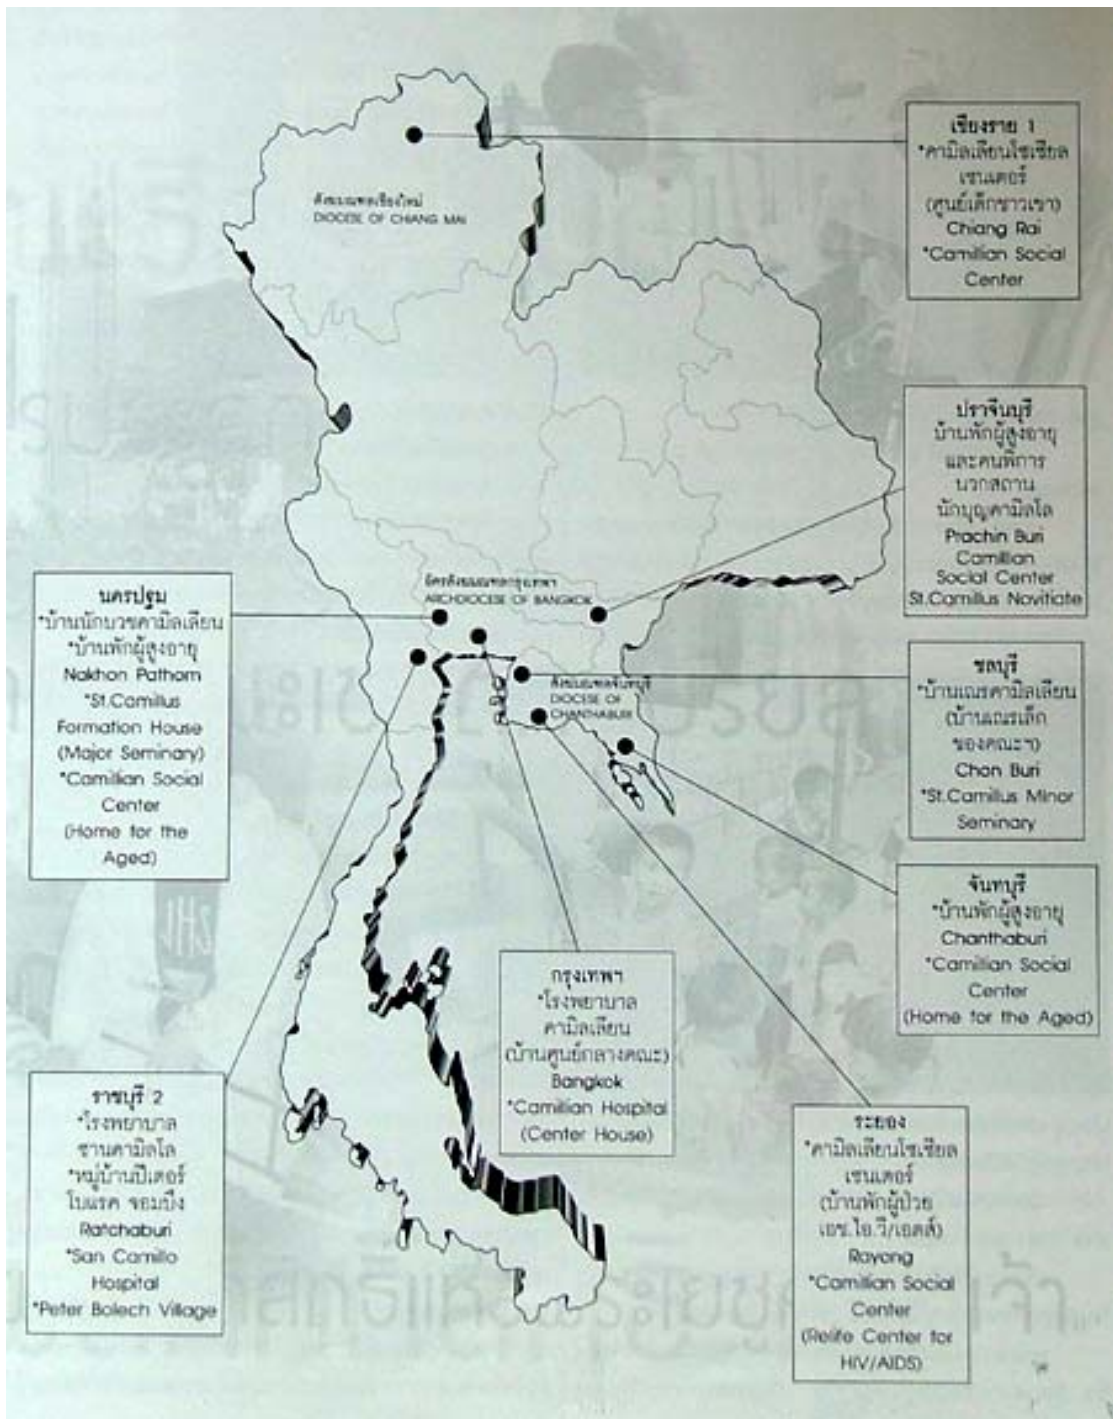 เชียงราย 1
*คามิลเลียนโซเชียล
เซนเตอร์
(ศูนย์เด็กชาวเขา)
Chiang Rai
*Camillian Social
Center
สังฆมณฑลเชียงใหม่
DIOCESE OF CHIANG MAI
ปราจีนบุรี
บ้านพักผู้สูงอายุ
และคนพิการ
นวกสถาน
นักบุญคามิลโล
Prachin Buri
Camillian
Social Center
St.Camillus Novitiate
อัครสังฆมณฑลกรุงเทพฯ
ARCHDIOCESE OF BANGKOK
นครปฐม
*บ้านนักบวชคามิลเลียน
*บ้านพักผู้สูงอายุ
Nakhon Pathom
*St.Camillus
Formation House
(Major Seminary)
*Camillian Social
Center
(Home for the
Aged)
สังฆมณฑลจันทบุรี
DIOCESE OF
CHANTHABURI
ชลบุรี
*บ้านเณรคามิลเลียน
(บ้านเณรเล็ก
ของคณะฯ)
Chon Buri
*St.Camillus Minor
Seminary
จันทบุรี
*บ้านพักผู้สูงอายุ
Chanthaburi
*Camillian Social
Center
(Home for the Aged)
กรุงเทพฯ
*โรงพยาบาล
คามิลเลียน
(บ้านศูนย์กลางคณะ)
Bangkok
*Camillian Hospital
(Center House)
ราชบุรี 2
*โรงพยาบาล
ซานคามิลโล
*หมู่บ้านปีเตอร์
โบแรค จอมบึง
Ratchaburi
*San Camillo
Hospital
*Peter Bolech Village
ระยอง
*คามิลเลียนโซเชียล
เซนเตอร์
(บ้านพักผู้ป่วย
เอช.ไอ.วี/เอดส์)
Rayong
*Camillian Social
Center
(Relife Center for
HIV/AIDS)